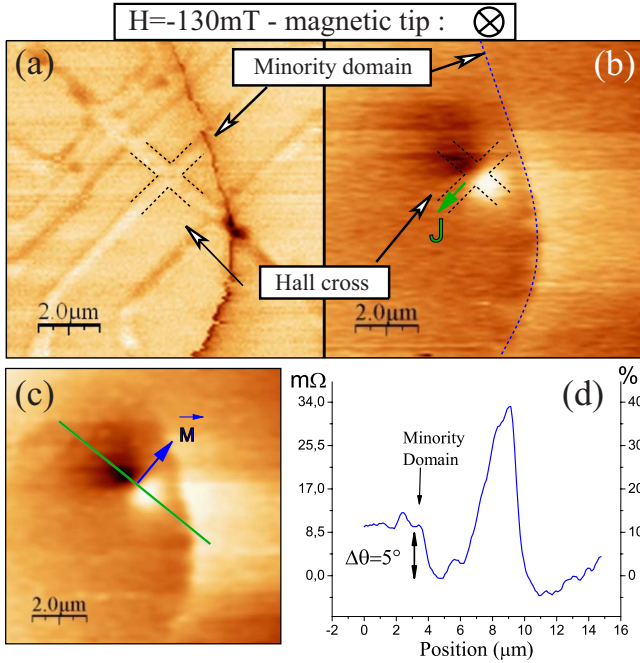 H=-130mT - magnetic tip :
(a)
Minority domain
(b)
J
Hall cross
2.0µm
2.0µm
(c)
M
2.0µm
mΩ
%
(d)
34,0
25,5
17,0
8,5
0,0
40
30
20
10
0
Minority
Domain
Δθ=5°
-2 0 2 4 6 8 10 12 14 16
Position (µm)